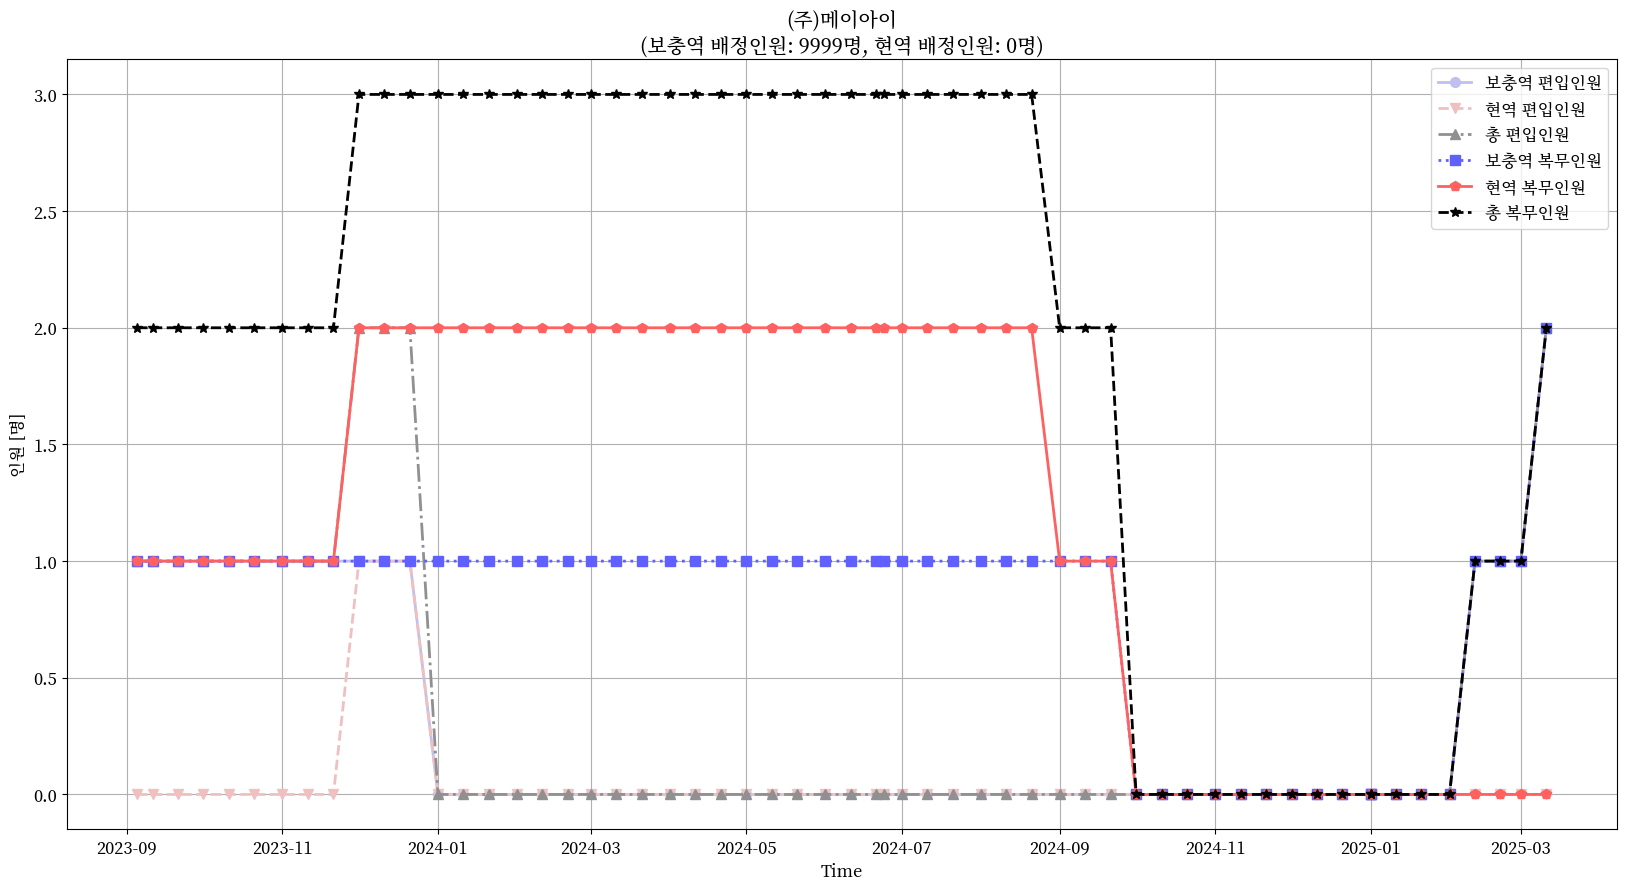 (주)메이아이
(보충역 배정인원: 9999명, 현역 배정인원: 0명)
보충역 편입인원
현역 편입인원
총 편입인원
보충역 복무인원
현역 복무인원
총 복무인원
인원 [명]
3.0
2.5
2.0
1.5
1.0
0.5
0.0
2023-09 2023-11 2024-01 2024-03 2024-05 2024-07 2024-09 2024-11 2025-01 2025-03
Time